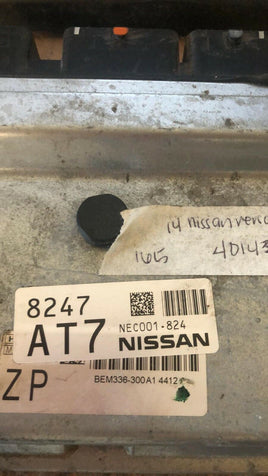 14 nissan versa
165 40143
8247
AT7 NEC001-824
NISSAN
ZP
BEM336-300A1 4412